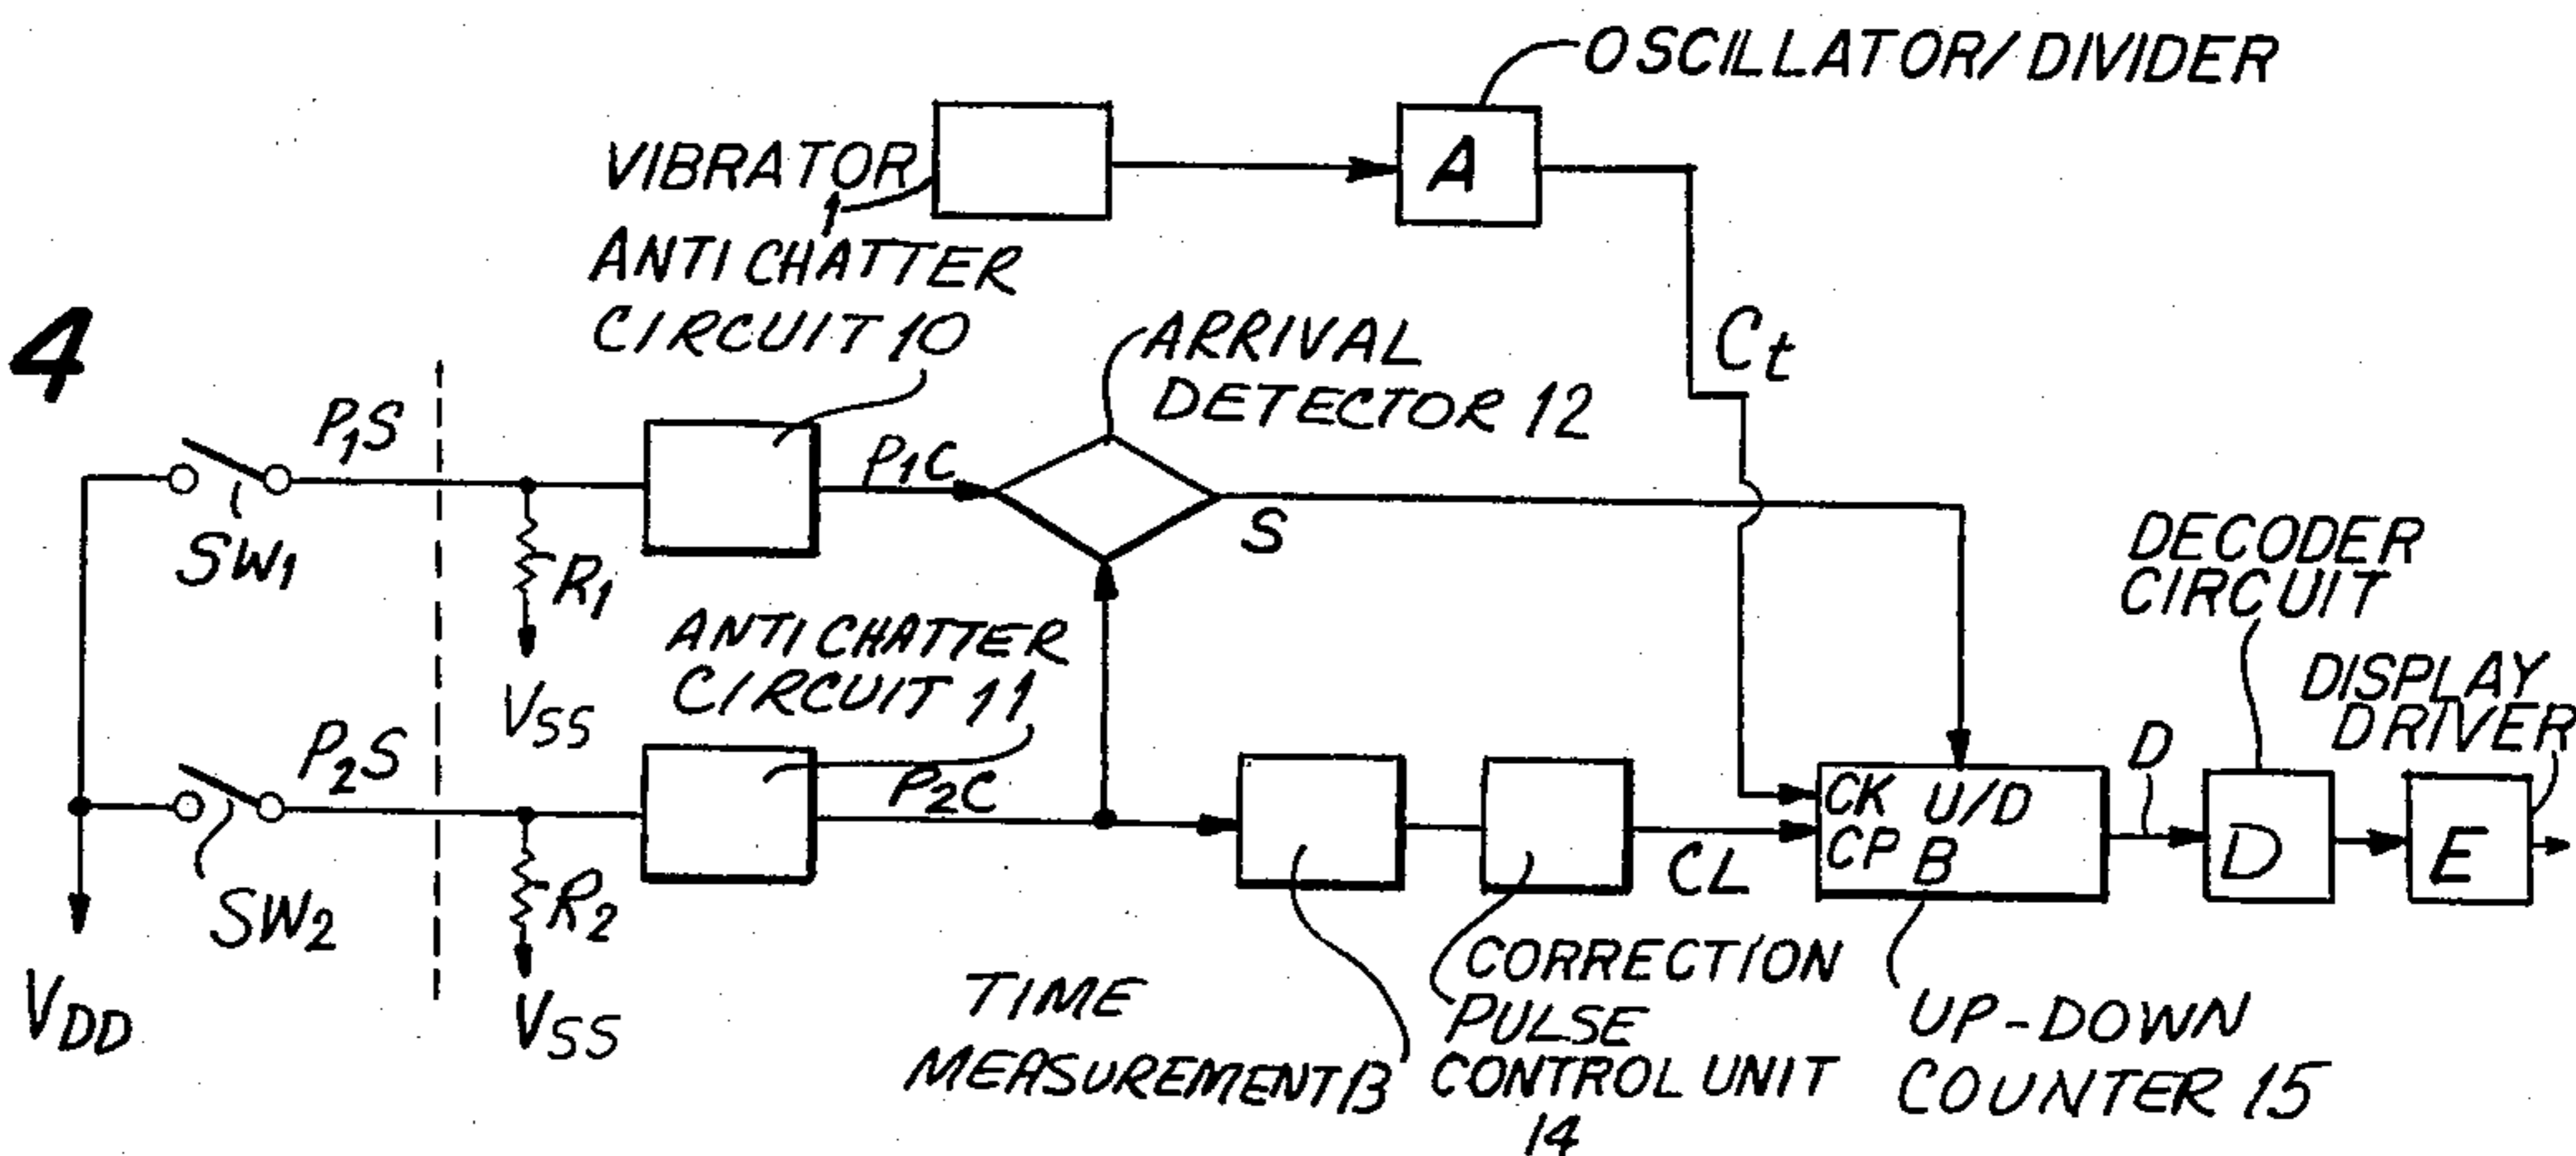 OSCILLATOR/DIVIDER
A
VIBRATOR
1
ANTI CHATTER
CIRCUIT 10
Ct
4
ARRIVAL
DETECTOR 12
P1S
P1C
S
SW1
R1
VSS
DECODER
CIRCUIT
ANTI CHATTER
CIRCUIT 11
DISPLAY
DRIVER
P2S
P2C
D
CK U/D
CP B
CL
D
E
SW2
R2
VSS
VDD
TIME
MEASUREMENT 13
CORRECTION
PULSE
CONTROL UNIT
14
UP-DOWN
COUNTER 15